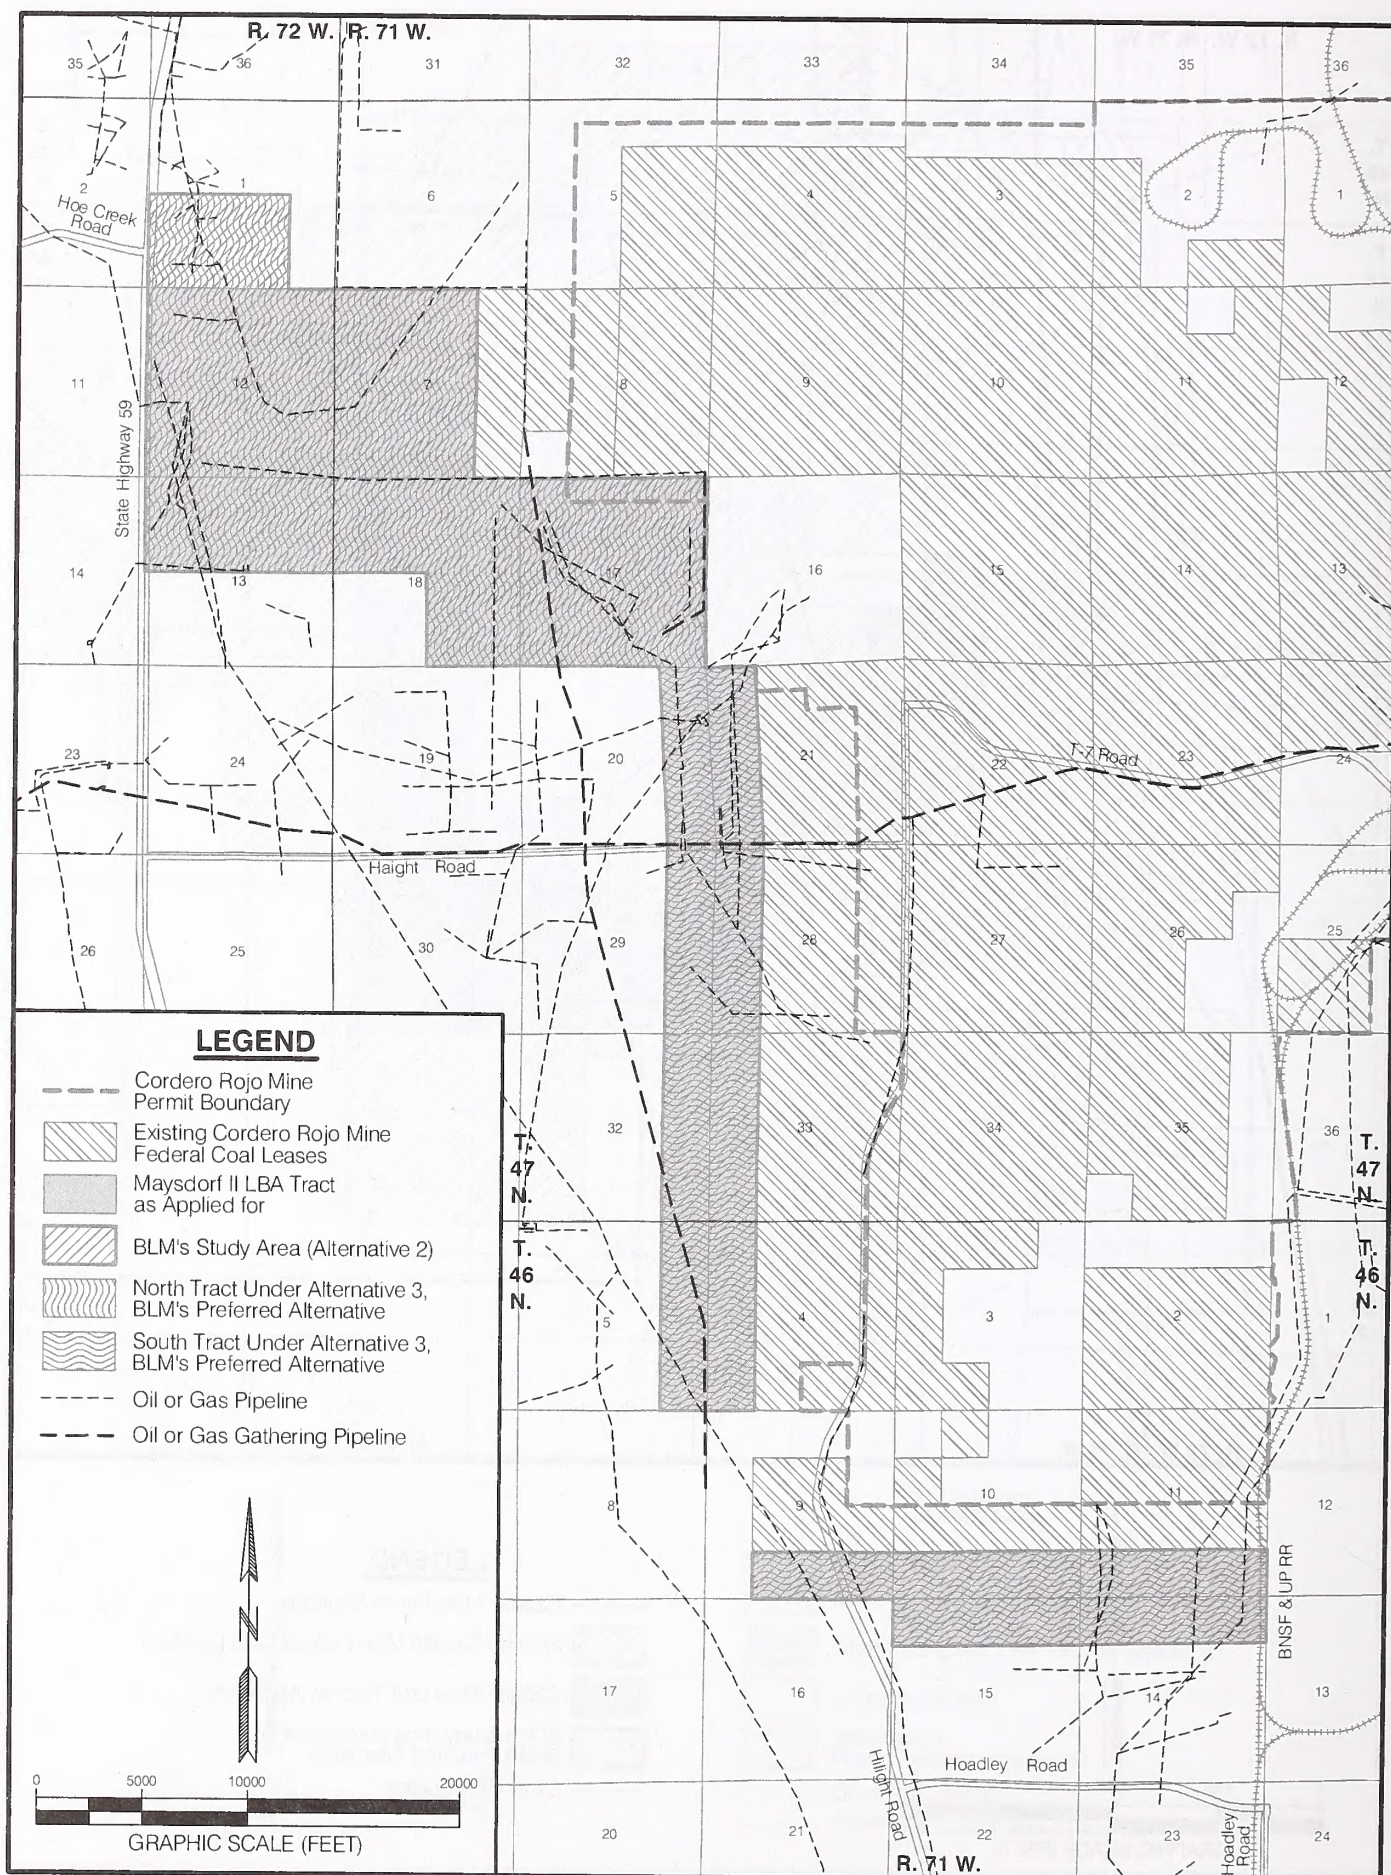 R. 72 W. R. 71 W.
35 36 31 32 33 34 35 36
2 1 6 5 4 3 2 1
Hoe Creek
Road
11 12 7 8 9 10 11 12
State Highway 59
14 13 18 17 16 15 14 13
23 24 19 20 21 22 23 24
T-7 Road
Haight Road
26 25 30 29 28 27 26 25
32 33 34 35 36
T.
47
N.
T.
46
N.
T.
47
N.
T.
46
N.
5 4 3 2 1
8 9 10 11 12
BNSF & UP RR
17 16 15 14 13
Hilight Road
Hoadley Road
Hoadley
Road
20 21 22 23 24
R. 71 W.
LEGEND
Cordero Rojo Mine
Permit Boundary
Existing Cordero Rojo Mine
Federal Coal Leases
Maysdorf II LBA Tract
as Applied for
BLM's Study Area (Alternative 2)
North Tract Under Alternative 3,
BLM's Preferred Alternative
South Tract Under Alternative 3,
BLM's Preferred Alternative
Oil or Gas Pipeline
Oil or Gas Gathering Pipeline
N
0 5000 10000 20000
GRAPHIC SCALE (FEET)